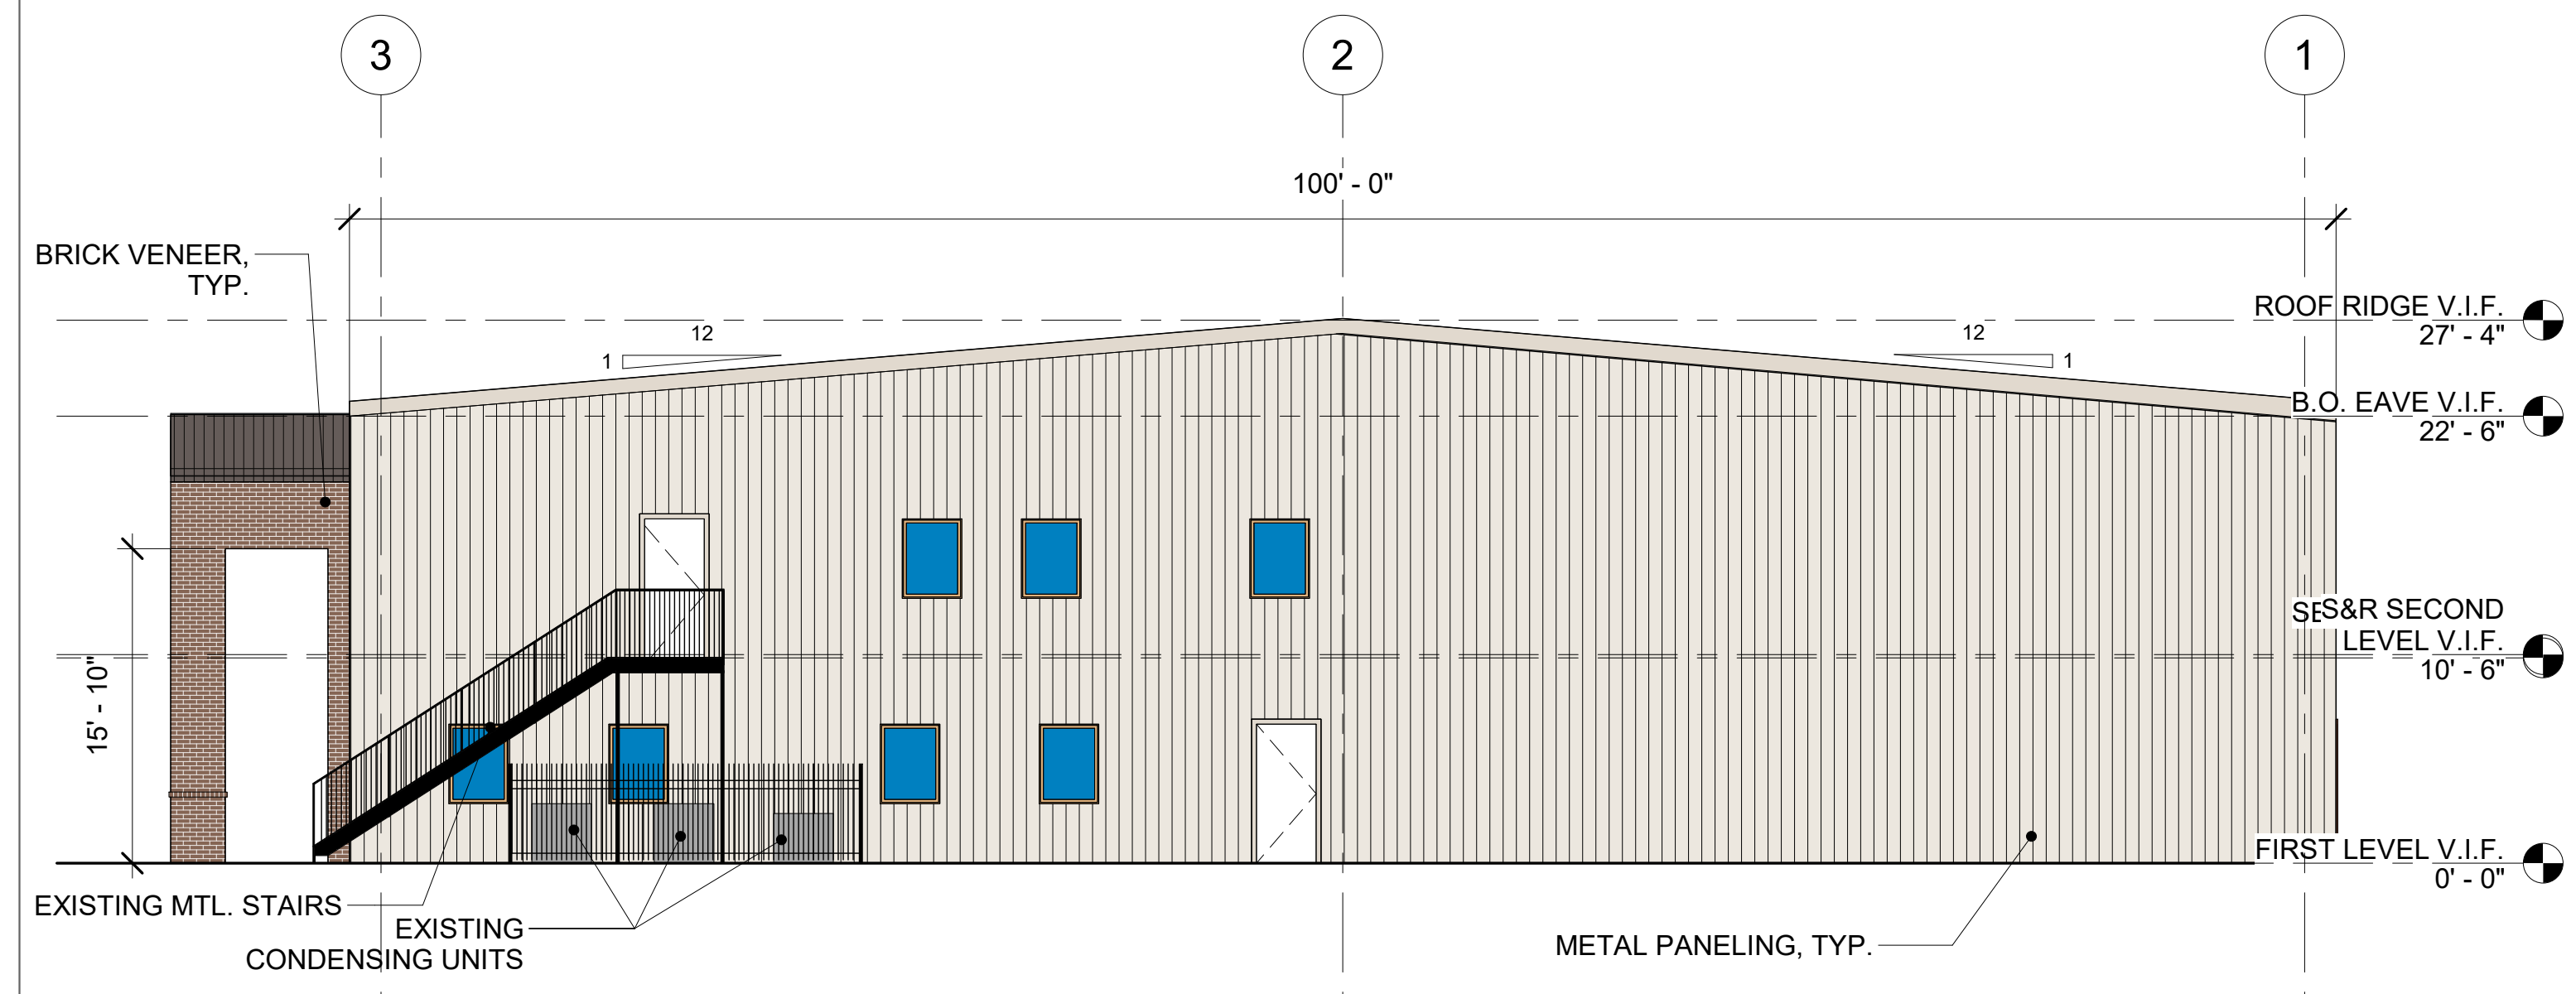 3
2
1
100' - 0"
BRICK VENEER,
TYP.
12
1
12
1
ROOF RIDGE V.I.F.
27' - 4"
B.O. EAVE V.I.F.
22' - 6"
15' - 10"
SE
S&R SECOND
LEVEL V.I.F.
10' - 6"
FIRST LEVEL V.I.F.
0' - 0"
EXISTING MTL. STAIRS
EXISTING
CONDENSING UNITS
METAL PANELING, TYP.